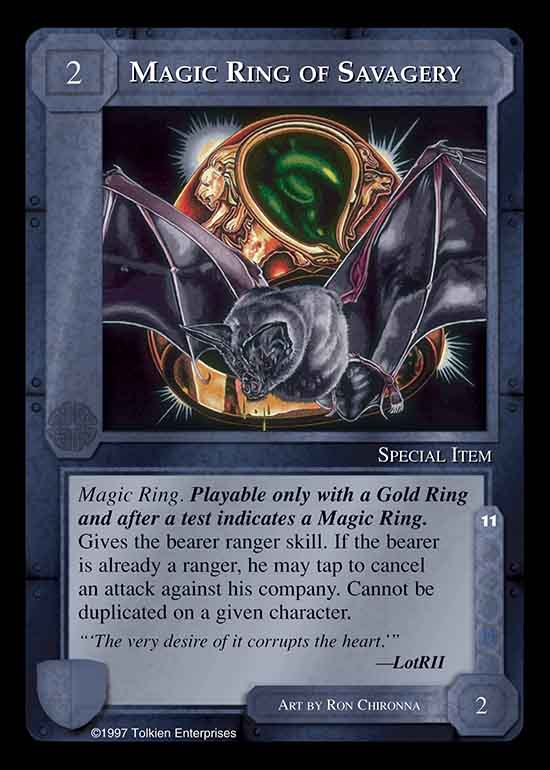 2
MAGIC RING OF SAVAGERY
SPECIAL ITEM
Magic Ring. Playable only with a Gold Ring
and after a test indicates a Magic Ring.
Gives the bearer ranger skill. If the bearer
is already a ranger, he may tap to cancel
an attack against his company. Cannot be
duplicated on a given character.
“‘The very desire of it corrupts the heart.’”
—LotRII
11
ART BY RON CHIRONNA
2
©1997 Tolkien Enterprises